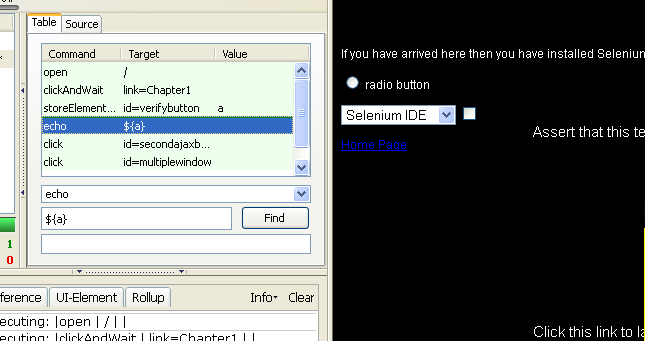 Table Source
Command Target Value
open /
clickAndWait link=Chapter1
storeElement... id=verifybutton a
echo ${a}
click id=secondajaxb...
click id=multiplewindow
echo
${a} Find
1
0
ference UI-Element Rollup Info Clear
ecuting: |open | / | |
ecuting: |clickAndWait | link=Chapter1 | |
If you have arrived here then you have installed Selenium
radio button
Selenium IDE
Assert that this te
Home Page
Click this link to la